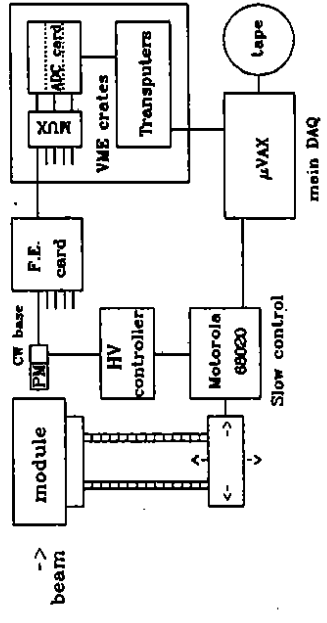 -> beam
module
PM
CW base
F.E.
card
MUX
ADC card
VME crates
Transputers
HV
controller
Motorola
68020
Slow control
<-
^
->
v
μVAX
main DAQ
tape